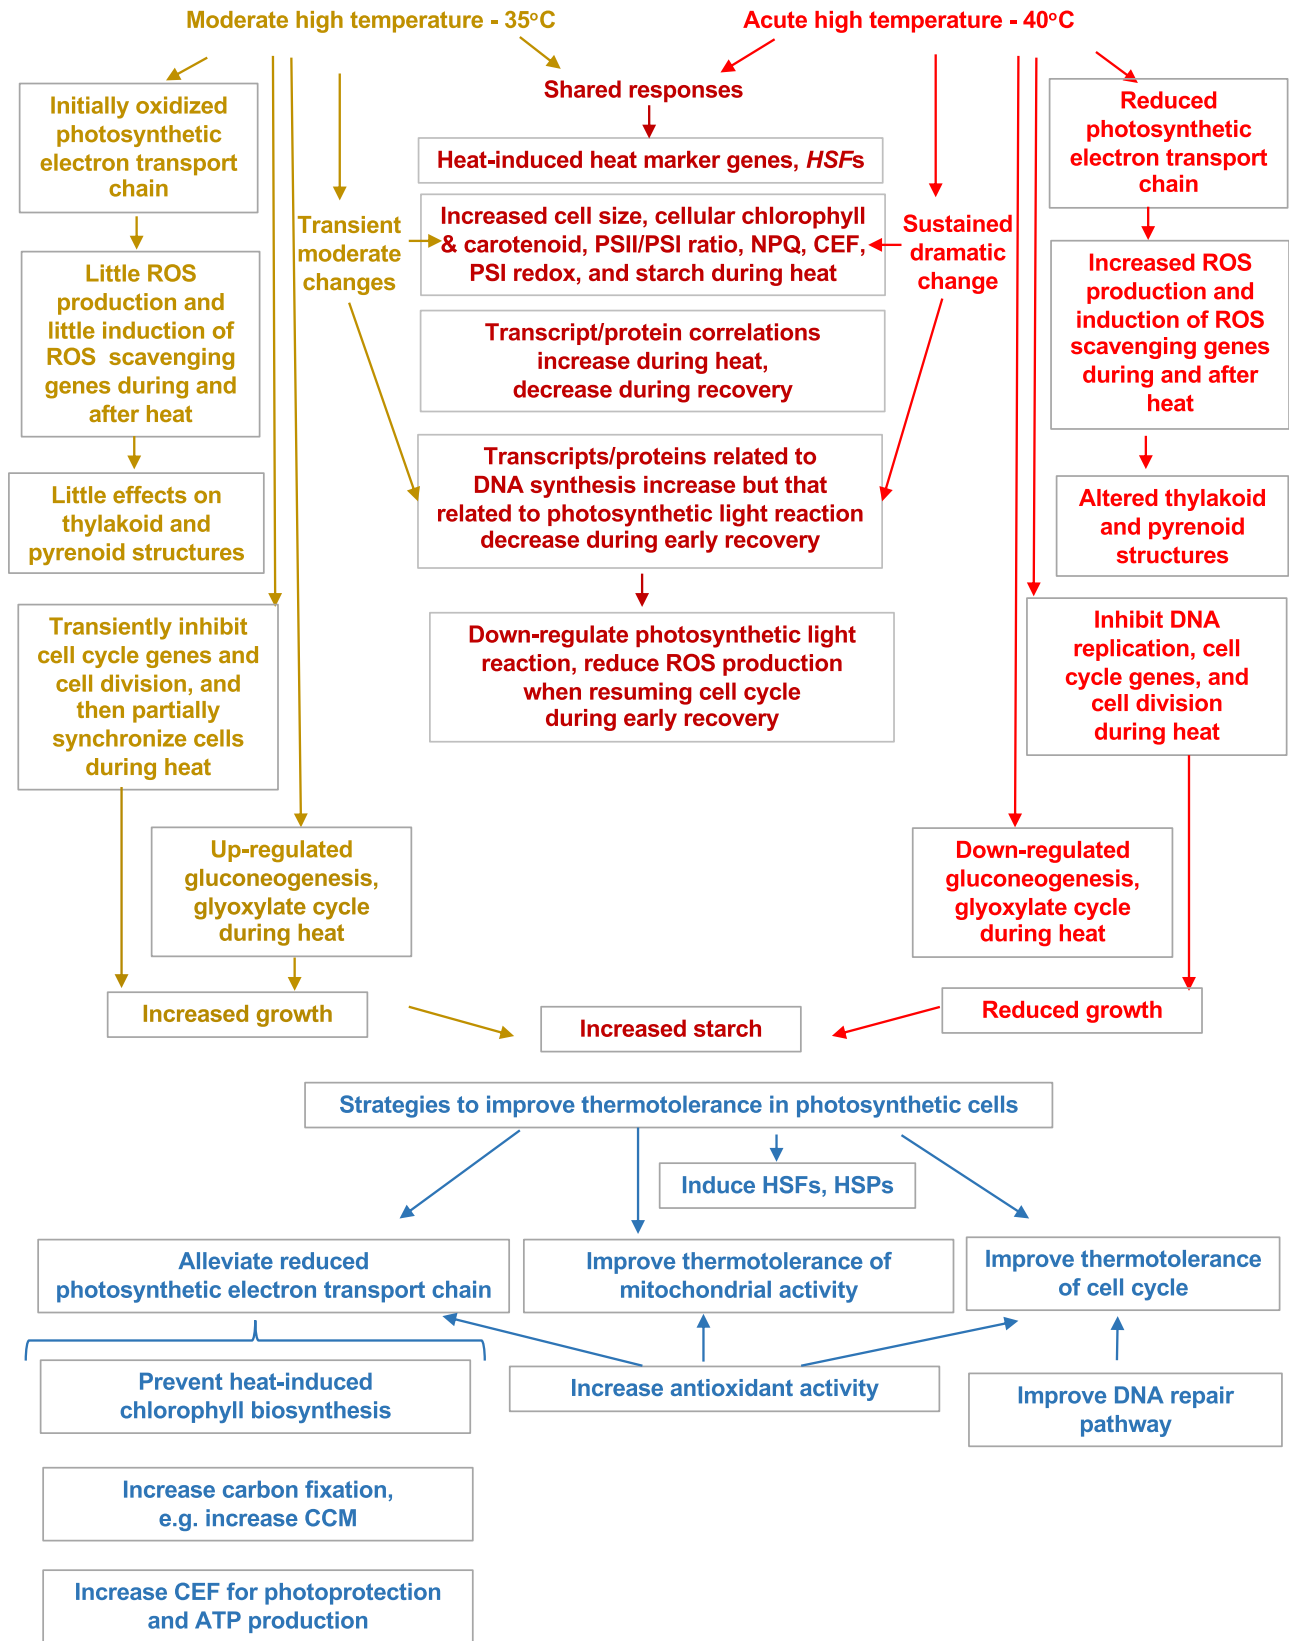 Moderate high temperature - 35°C
Acute high temperature - 40°C
Shared responses
Initially oxidized
photosynthetic
electron transport
chain
Reduced
photosynthetic
electron transport
chain
Heat-induced heat marker genes, HSFs
Transient
moderate
changes
Increased cell size, cellular chlorophyll
& carotenoid, PSII/PSI ratio, NPQ, CEF,
PSI redox, and starch during heat
Sustained
dramatic
change
Little ROS
production and
little induction of
ROS scavenging
genes during and
after heat
Transcript/protein correlations
increase during heat,
decrease during recovery
Increased ROS
production and
induction of ROS
scavenging genes
during and after
heat
Little effects on
thylakoid and
pyrenoid structures
Transcripts/proteins related to
DNA synthesis increase but that
related to photosynthetic light reaction
decrease during early recovery
Altered thylakoid
and pyrenoid
structures
Transiently inhibit
cell cycle genes and
cell division, and
then partially
synchronize cells
during heat
Down-regulate photosynthetic light
reaction, reduce ROS production
when resuming cell cycle
during early recovery
Inhibit DNA
replication, cell
cycle genes, and
cell division
during heat
Up-regulated
gluconeogenesis,
glyoxylate cycle
during heat
Down-regulated
gluconeogenesis,
glyoxylate cycle
during heat
Increased growth
Increased starch
Reduced growth
Strategies to improve thermotolerance in photosynthetic cells
Induce HSFs, HSPs
Alleviate reduced
photosynthetic electron transport chain
Improve thermotolerance of
mitochondrial activity
Improve thermotolerance
of cell cycle
Prevent heat-induced
chlorophyll biosynthesis
Increase antioxidant activity
Improve DNA repair
pathway
Increase carbon fixation,
e.g. increase CCM
Increase CEF for photoprotection
and ATP production